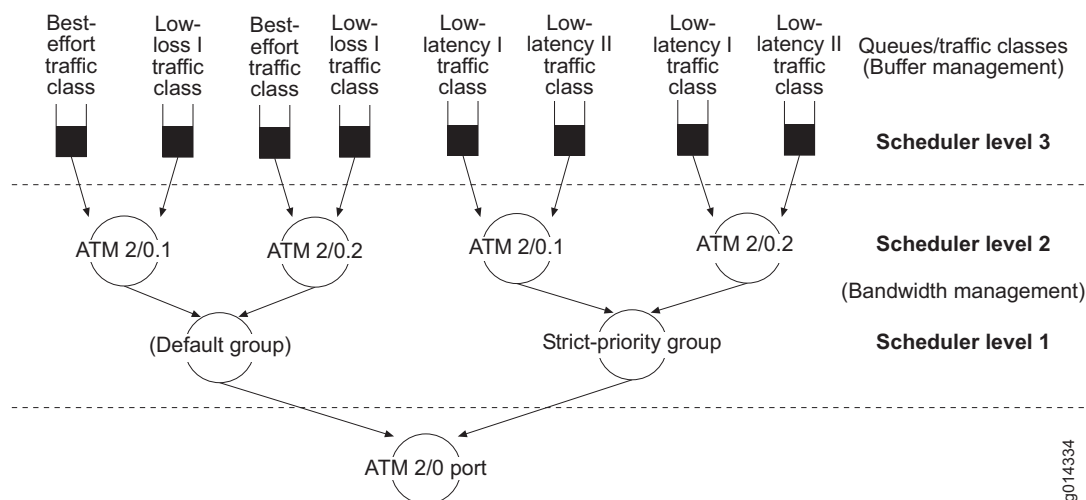 Best-
effort
traffic
class
Low-
loss I
traffic
class
Best-
effort
traffic
class
Low-
loss I
traffic
class
Low-
latency I
traffic
class
Low-
latency II
traffic
class
Low-
latency I
traffic
class
Low-
latency II
traffic
class
Queues/traffic classes
(Buffer management)
Scheduler level 3
ATM 2/0.1
ATM 2/0.2
ATM 2/0.1
ATM 2/0.2
Scheduler level 2
(Bandwidth management)
(Default group)
Strict-priority group
Scheduler level 1
ATM 2/0 port
g014334